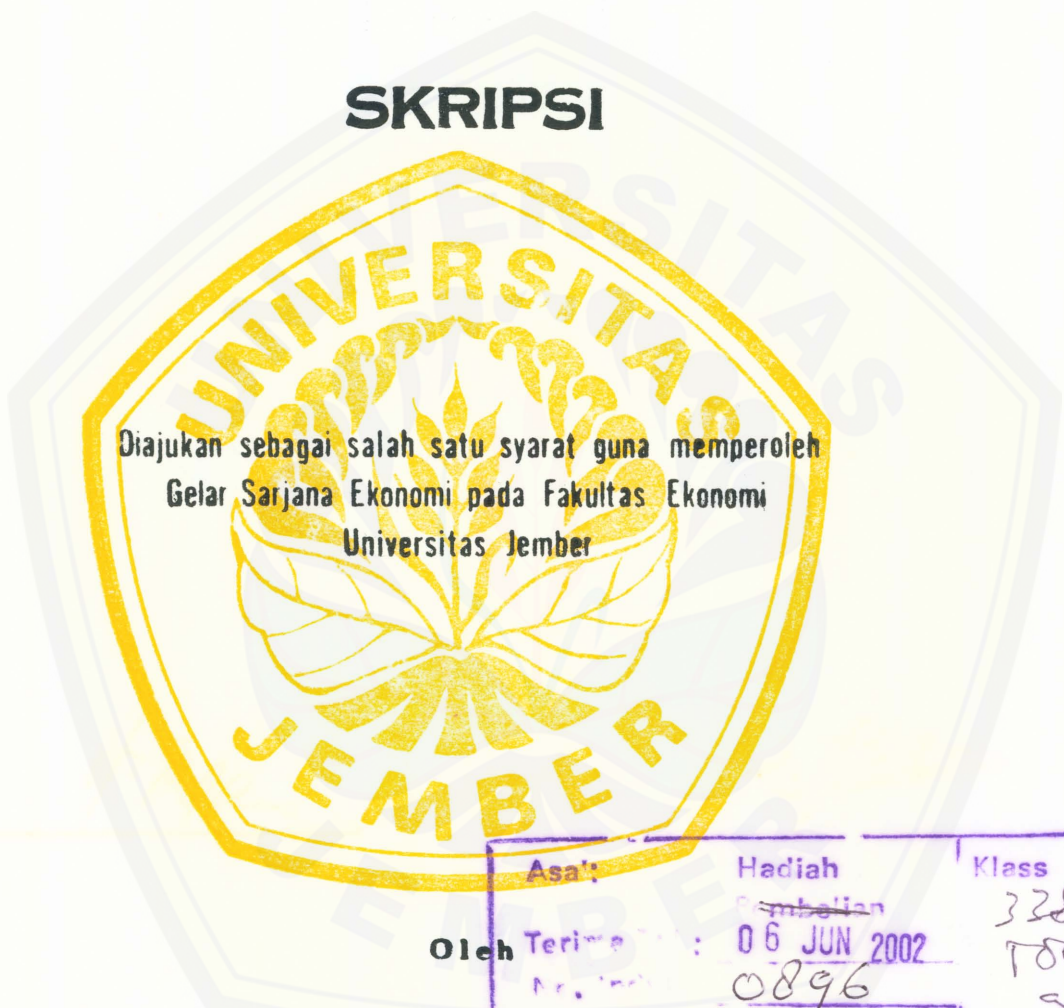 SKRIPSI
UNIVERSITAS
Diajukan sebagai salah satu syarat guna memperoleh
Gelar Sarjana Ekonomi pada Fakultas Ekonomi
Universitas Jember
JEMBER
Asal: Hadiah Klass
Pembelian
Oleh Terima : 06 JUN 2002
0896